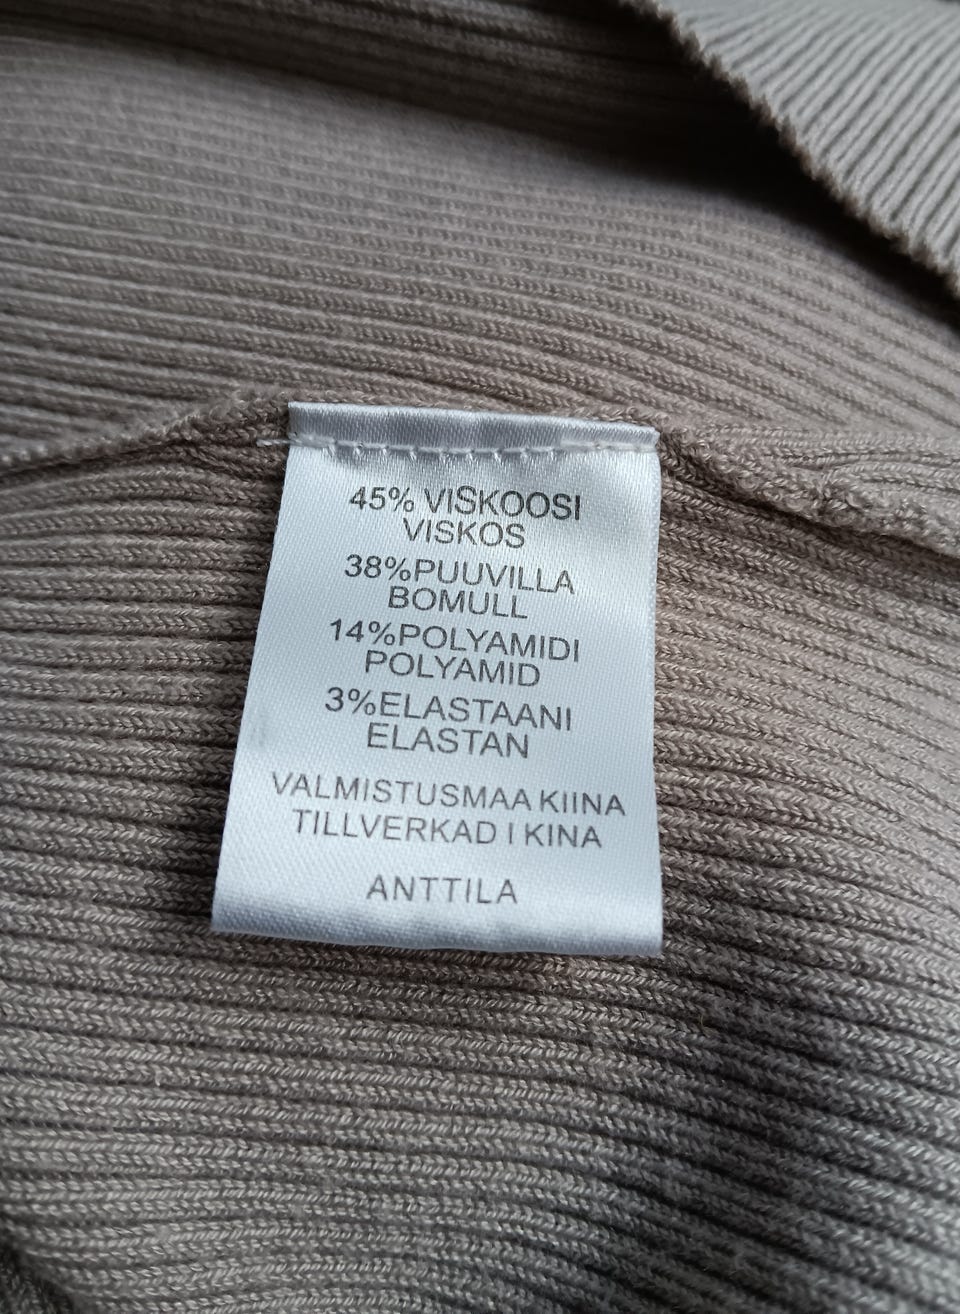 45% VISKOOSI
VISKOS
38%PUUVILLA
BOMULL
14%POLYAMIDI
POLYAMID
3%ELASTAANI
ELASTAN
VALMISTUSMAA KIINA
TILLVERKAD I KINA
ANTTILA